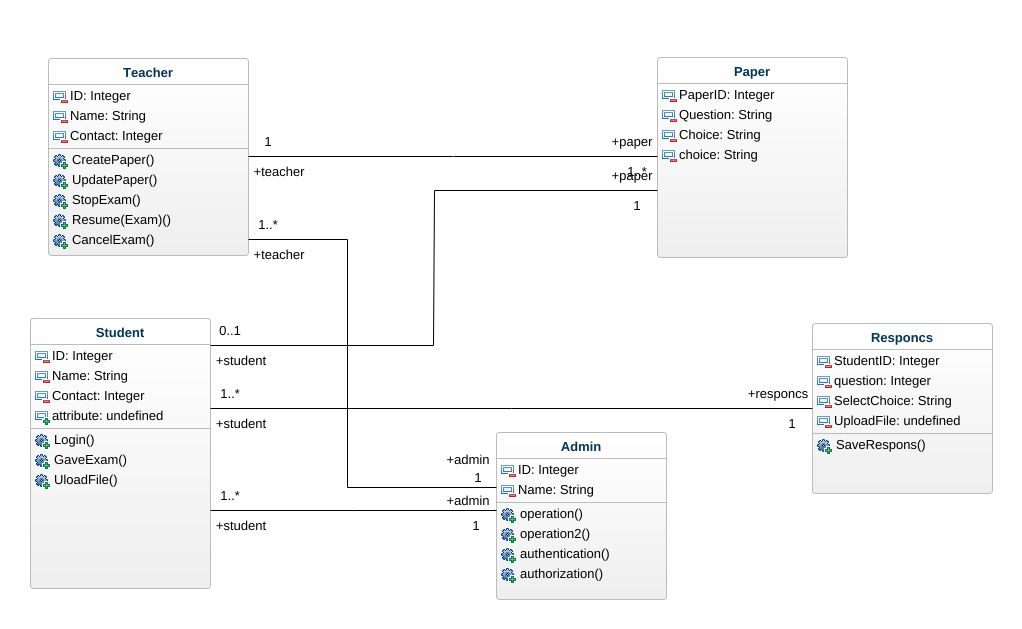 Teacher
ID: Integer
Name: String
Contact: Integer
CreatePaper()
UpdatePaper()
StopExam()
Resume(Exam)()
CancelExam()
1
+teacher
1..*
+teacher
Paper
PaperID: Integer
Question: String
Choice: String
choice: String
+paper
1..*
+paper
1
Student
ID: Integer
Name: String
Contact: Integer
attribute: undefined
Login()
GaveExam()
UloadFile()
0..1
+student
1..*
+student
1..*
+student
Responcs
StudentID: Integer
question: Integer
SelectChoice: String
UploadFile: undefined
SaveRespons()
+responcs
1
Admin
ID: Integer
Name: String
operation()
operation2()
authentication()
authorization()
+admin
1
+admin
1